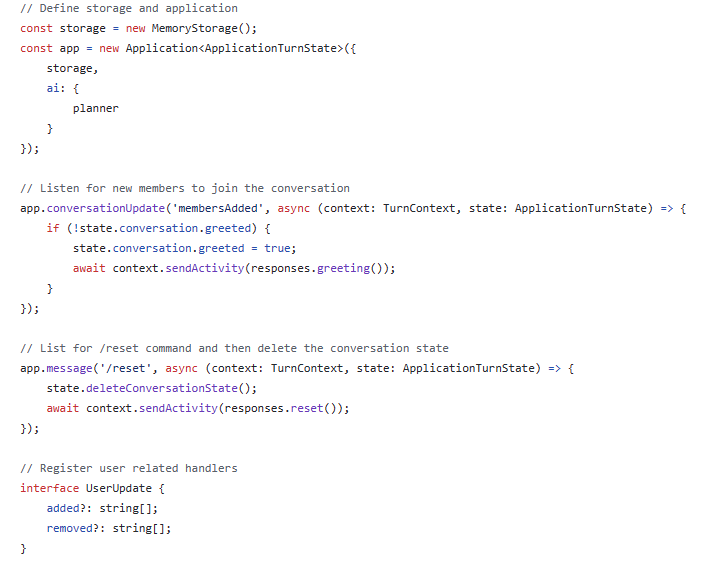 // Define storage and application
const storage = new MemoryStorage();
const app = new Application<ApplicationTurnState>({
    storage,
    ai: {
        planner
    }
});

// Listen for new members to join the conversation
app.conversationUpdate('membersAdded', async (context: TurnContext, state: ApplicationTurnState) => {
    if (!state.conversation.greeted) {
        state.conversation.greeted = true;
        await context.sendActivity(responses.greeting());
    }
});

// List for /reset command and then delete the conversation state
app.message('/reset', async (context: TurnContext, state: ApplicationTurnState) => {
    state.deleteConversationState();
    await context.sendActivity(responses.reset());
});

// Register user related handlers
interface UserUpdate {
    added?: string[];
    removed?: string[];
}